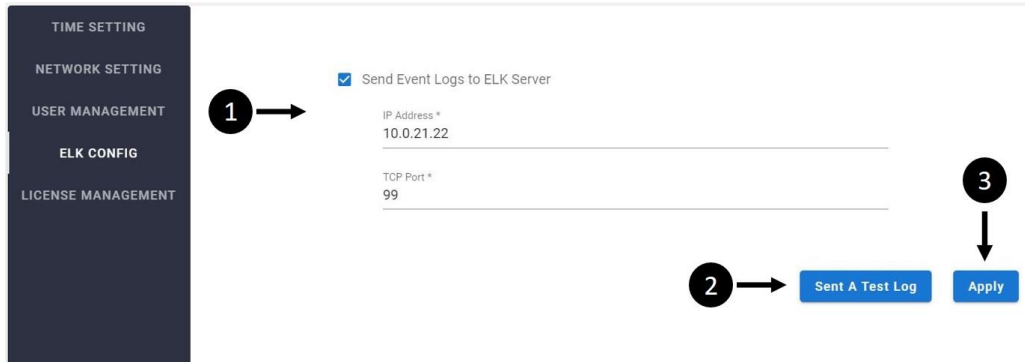 TIME SETTING
NETWORK SETTING
USER MANAGEMENT
ELK CONFIG
LICENSE MANAGEMENT
Send Event Logs to ELK Server
1
IP Address *
10.0.21.22
TCP Port *
99
3
2
Sent A Test Log
Apply